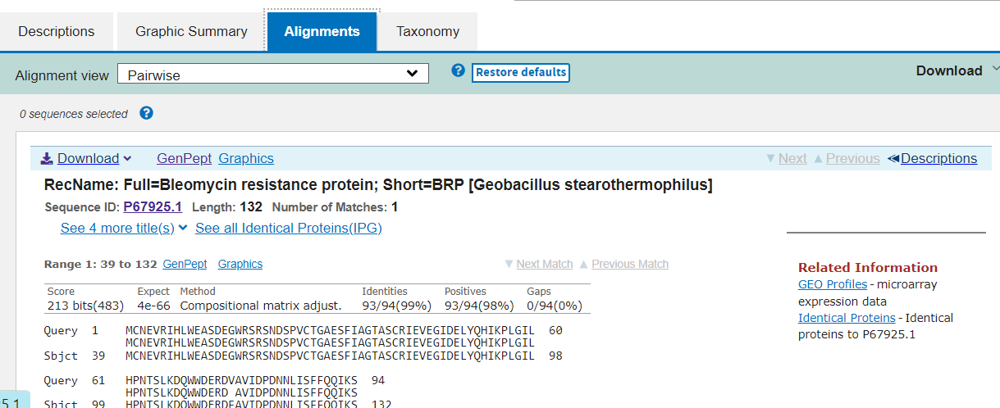 Descriptions Graphic Summary Alignments Taxonomy
Alignment view Pairwise ? Restore defaults Download
0 sequences selected ?
Download GenPept Graphics Next Previous Descriptions
RecName: Full=Bleomycin resistance protein; Short=BRP [Geobacillus stearothermophilus]
Sequence ID: P67925.1 Length: 132 Number of Matches: 1
See 4 more title(s) See all Identical Proteins(IPG)
Range 1: 39 to 132 GenPept Graphics Next Match Previous Match
Related Information
GEO Profiles - microarray
expression data
Identical Proteins - Identical
proteins to P67925.1
Score Expect Method Identities Positives Gaps
213 bits(483) 4e-66 Compositional matrix adjust. 93/94(99%) 93/94(98%) 0/94(0%)
Query 1 MCNEVRIHLWEASDEGWRSRSNDSPVCTGAESFIAGTASCRIEVEGIDELYQHIKPLGIL 60
MCNEVRIHLWEASDEGWRSRSNDSPVCTGAESFIAGTASCRIEVEGIDELYQHIKPLGIL
Sbjct 39 MCNEVRIHLWEASDEGWRSRSNDSPVCTGAESFIAGTASCRIEVEGIDELYQHIKPLGIL 98
Query 61 HPNTSLKDQWWDERDVAVIDPDNNLISFFQQIKS 94
HPNTSLKDQWWDERD AVIDPDNNLISFFQQIKS
Sbjct 99 HPNTSLKDQWWDERDFAVIDPDNNLISFFQQIKS 132
5.1